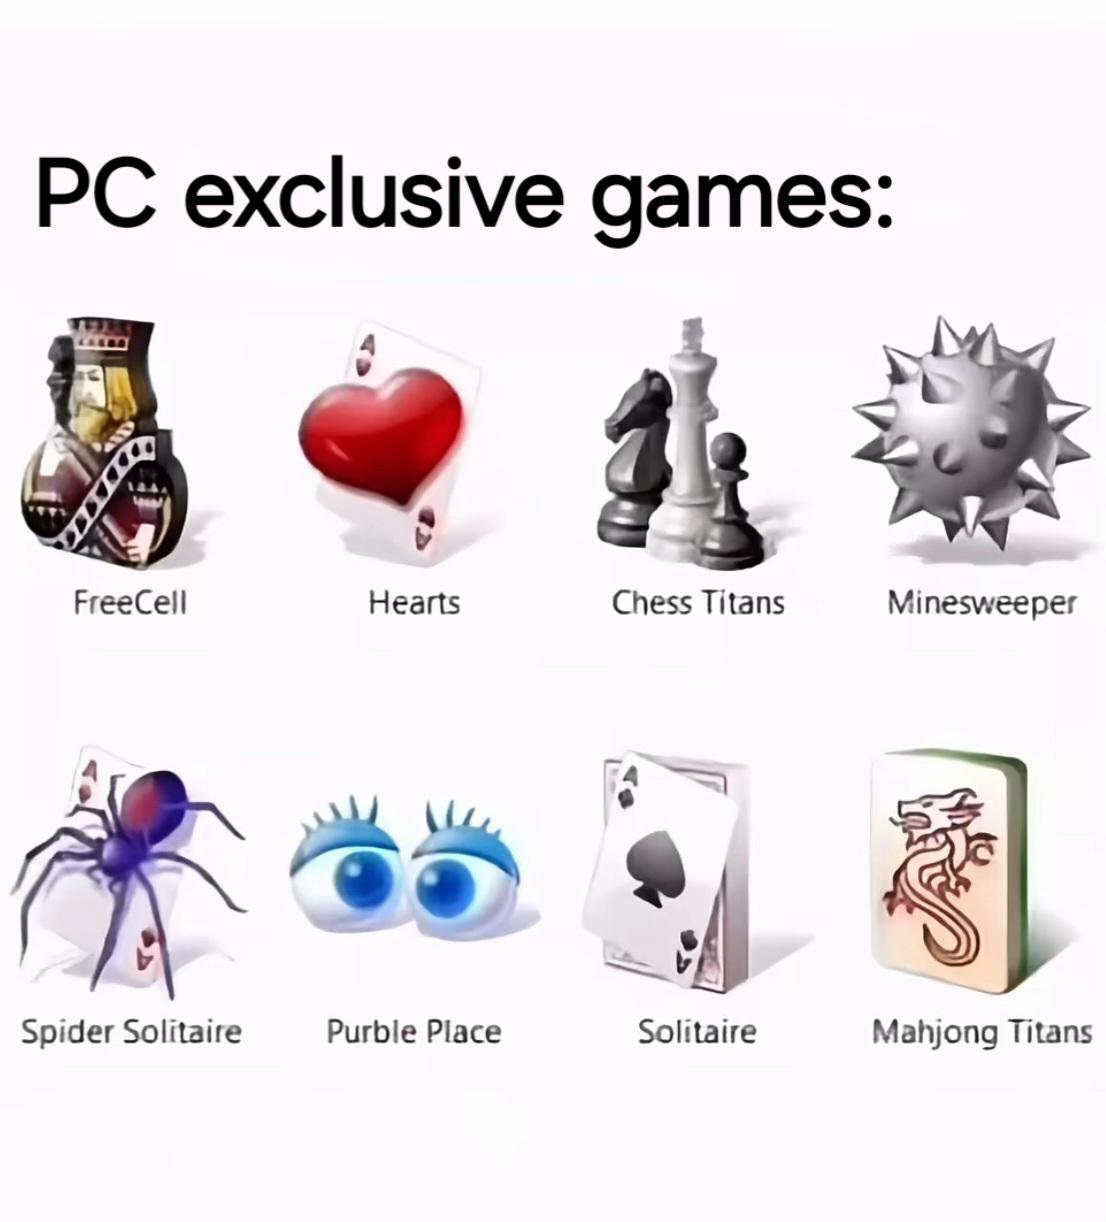 PC exclusive games:
FreeCell
Hearts
Chess Titans
Minesweeper
Spider Solitaire
Purble Place
Solitaire
Mahjong Titans